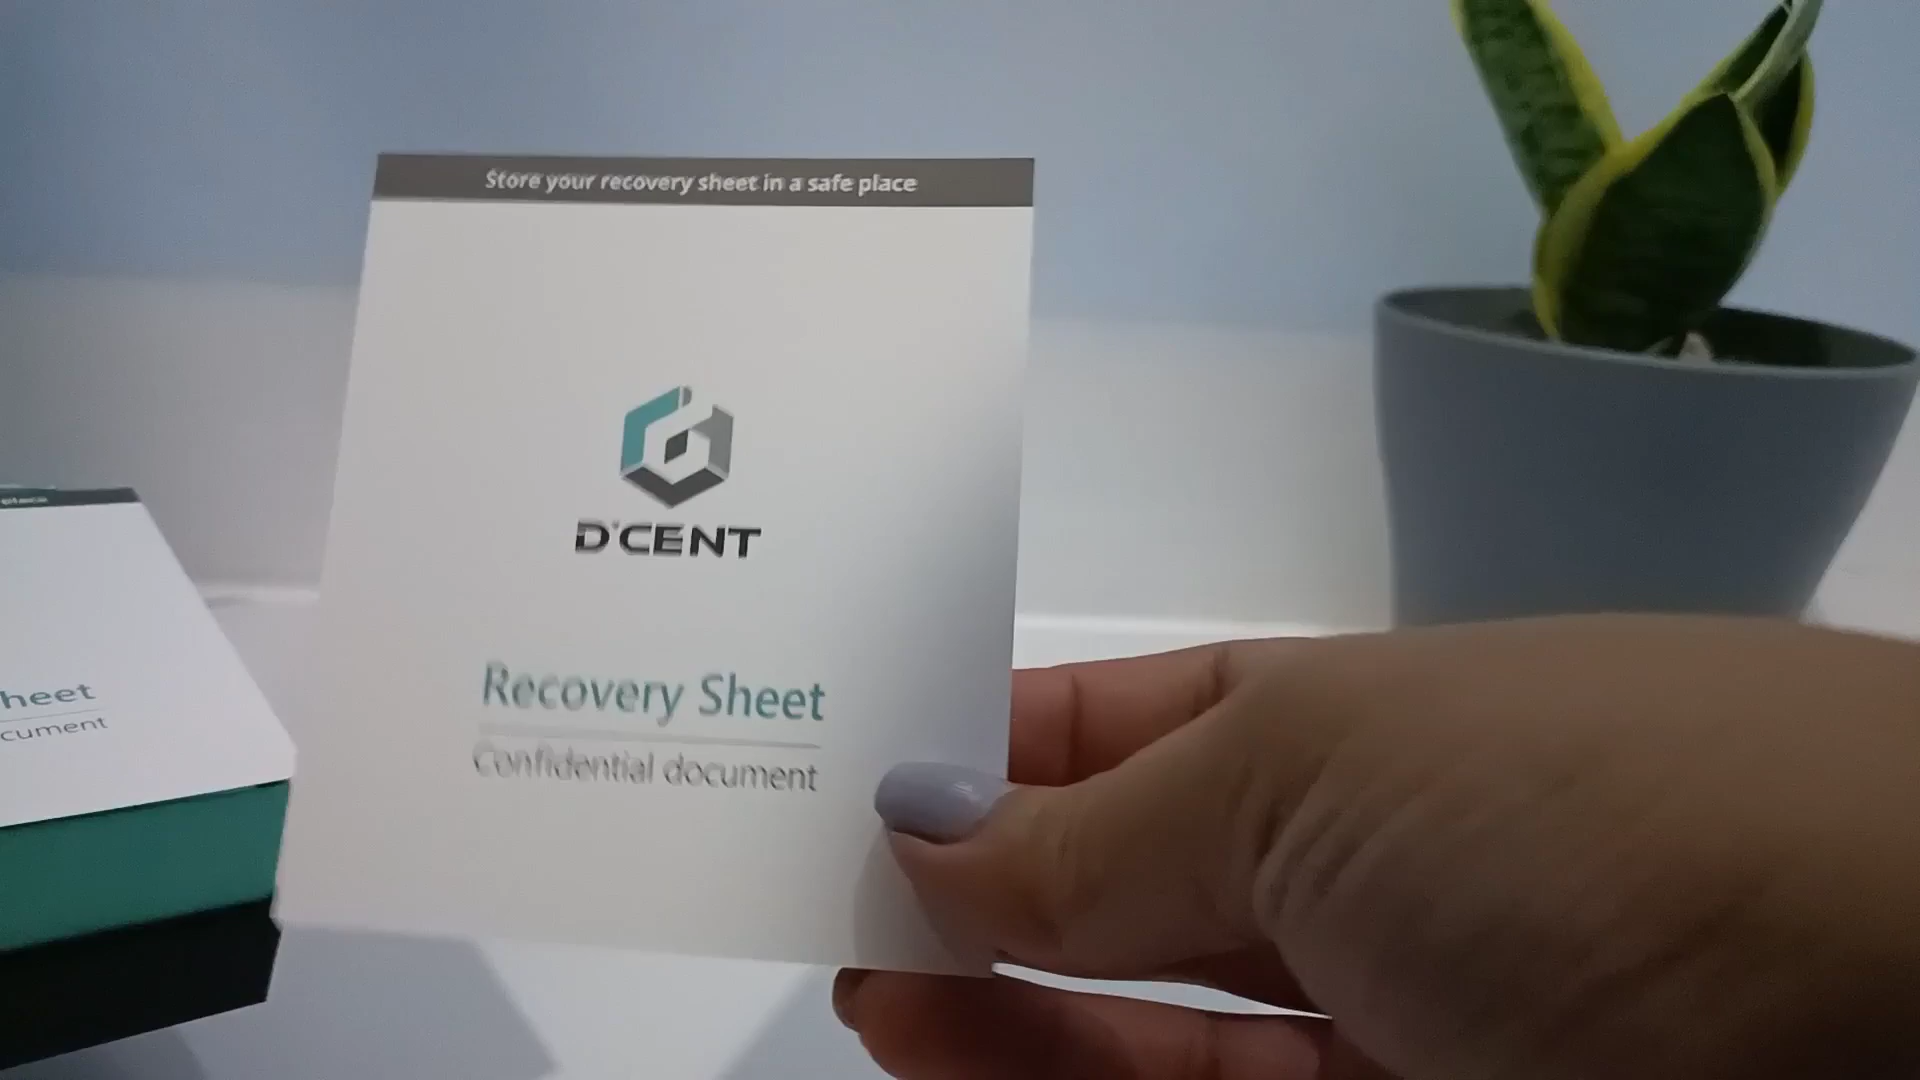 Store your recovery sheet in a safe place
D'CENT
Recovery Sheet
Confidential document
heet
cument